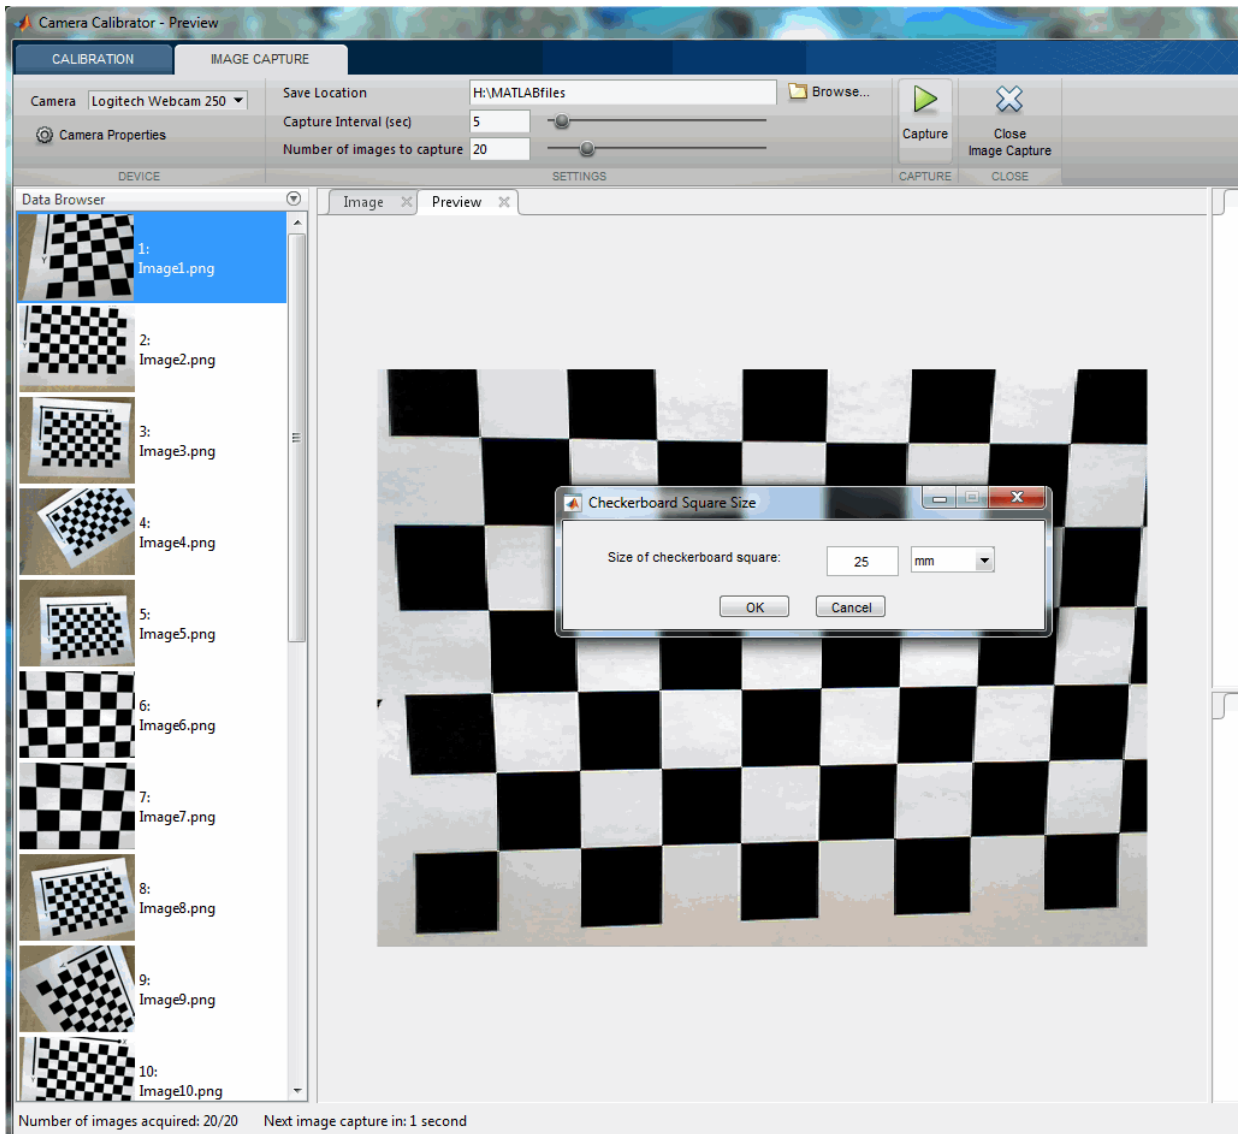 Camera Calibrator - Preview
CALIBRATION
IMAGE CAPTURE
Camera
Logitech Webcam 250
Camera Properties
DEVICE
Save Location
H:\MATLABfiles
Browse...
Capture Interval (sec)
5
Number of images to capture
20
SETTINGS
Capture
CAPTURE
Close
Image Capture
CLOSE
Data Browser
1:
Image1.png
2:
Image2.png
3:
Image3.png
4:
Image4.png
5:
Image5.png
6:
Image6.png
7:
Image7.png
8:
Image8.png
9:
Image9.png
10:
Image10.png
Image
Preview
Checkerboard Square Size
Size of checkerboard square:
25
mm
OK
Cancel
Number of images acquired: 20/20
Next image capture in: 1 second